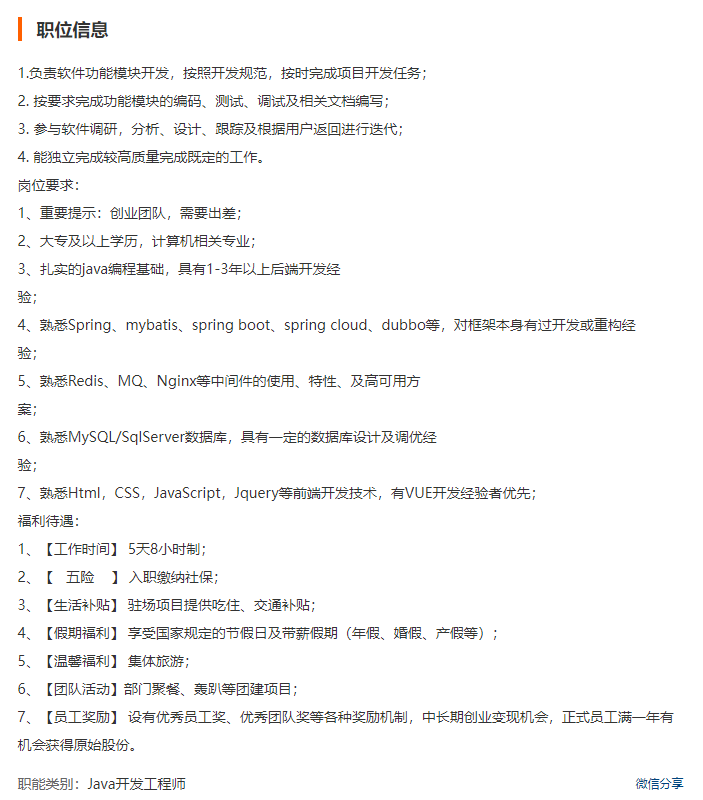 职位信息
1.负责软件功能模块开发，按照开发规范，按时完成项目开发任务；
2. 按要求完成功能模块的编码、测试、调试及相关文档编写；
3. 参与软件调研，分析、设计、跟踪及根据用户返回进行迭代；
4. 能独立完成较高质量完成既定的工作。
岗位要求：
1、重要提示：创业团队，需要出差；
2、大专及以上学历，计算机相关专业；
3、扎实的java编程基础，具有1-3年以上后端开发经
验；
4、熟悉Spring、mybatis、spring boot、spring cloud、dubbo等，对框架本身有过开发或重构经
验；
5、熟悉Redis、MQ、Nginx等中间件的使用、特性、及高可用方
案；
6、熟悉MySQL/SqlServer数据库，具有一定的数据库设计及调优经
验；
7、熟悉Html，CSS，JavaScript，Jquery等前端开发技术，有VUE开发经验者优先；
福利待遇：
1、【工作时间】 5天8小时制；
2、【　五险　】 入职缴纳社保；
3、【生活补贴】 驻场项目提供吃住、交通补贴；
4、【假期福利】 享受国家规定的节假日及带薪假期（年假、婚假、产假等）；
5、【温馨福利】 集体旅游；
6、【团队活动】部门聚餐、轰趴等团建项目；
7、【员工奖励】 设有优秀员工奖、优秀团队奖等各种奖励机制，中长期创业变现机会，正式员工满一年有
机会获得原始股份。
职能类别：Java开发工程师
微信分享